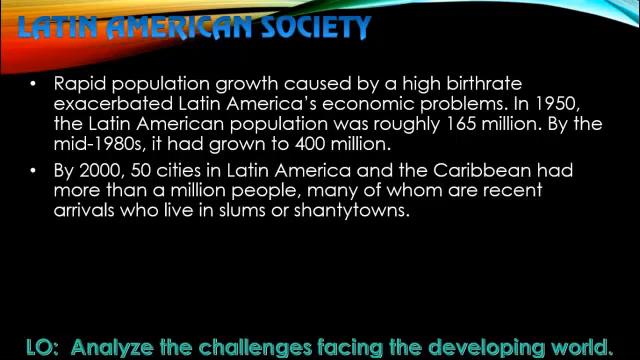 LATIN AMERICAN SOCIETY
• Rapid population growth caused by a high birthrate
exacerbated Latin America's economic problems. In 1950,
the Latin American population was roughly 165 million. By the
mid-1980s, it had grown to 400 million.
• By 2000, 50 cities in Latin America and the Caribbean had
more than a million people, many of whom are recent
arrivals who live in slums or shantytowns.
LO: Analyze the challenges facing the developing world.